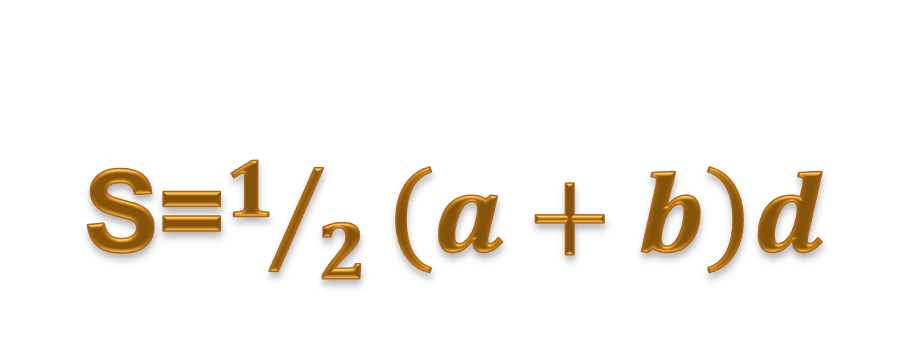 S=1/2 (a + b)d